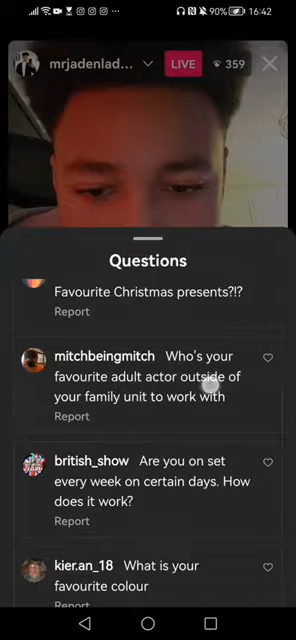 90% 16:42
mrjadenlad... LIVE 359
Questions
Favourite Christmas presents?!?
Report
mitchbeingmitch Who's your
favourite adult actor outside of
your family unit to work with
Report
british_show Are you on set
every week on certain days. How
does it work?
Report
kier.an_18 What is your
favourite colour
Report